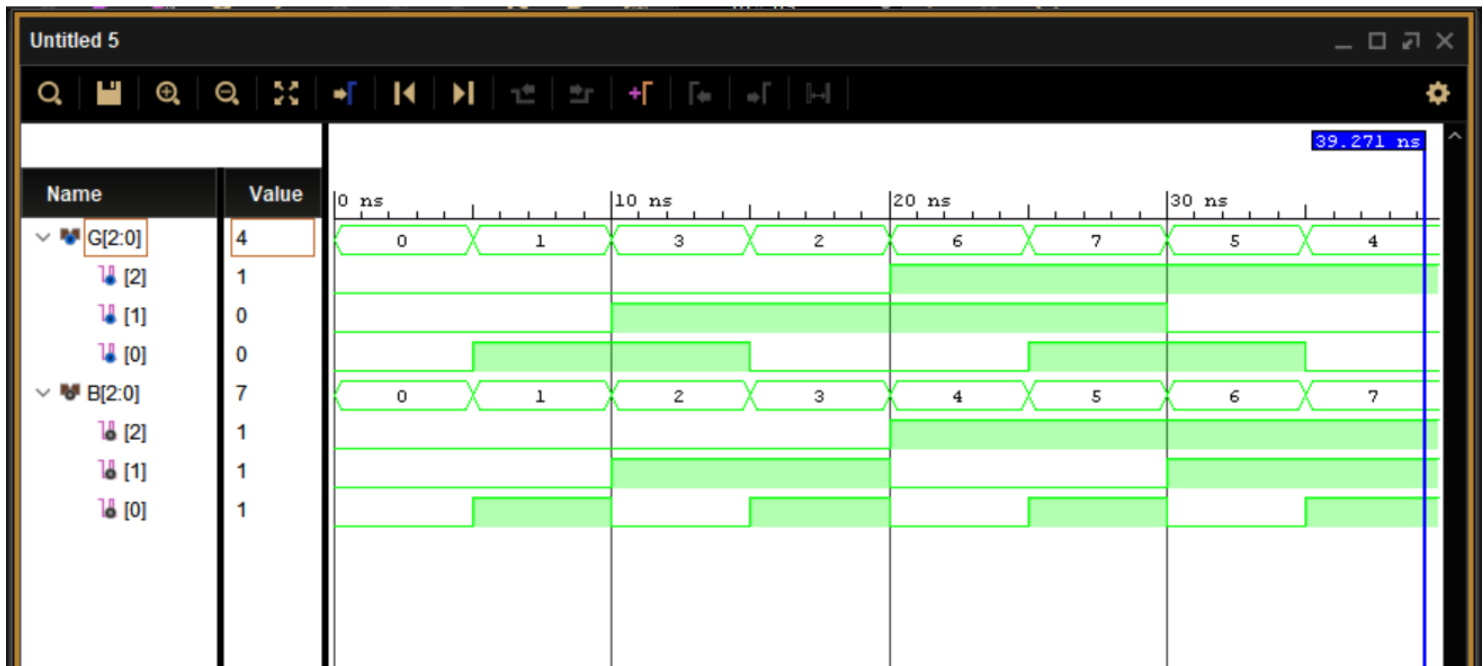 Untitled 5
39.271 ns
Name Value
0 ns 10 ns 20 ns 30 ns
G[2:0] 4 0 1 3 2 6 7 5 4
[2] 1
[1] 0
[0] 0
B[2:0] 7 0 1 2 3 4 5 6 7
[2] 1
[1] 1
[0] 1